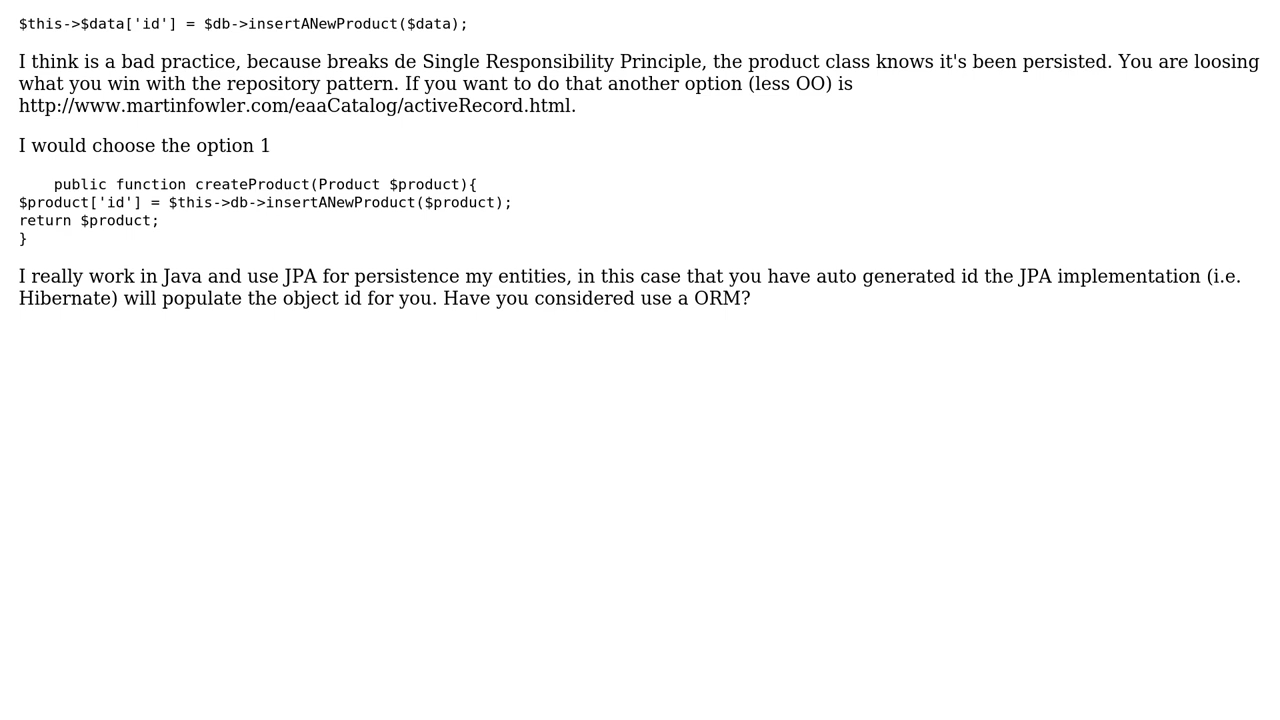 $this->$data['id'] = $db->insertANewProduct($data);
I think is a bad practice, because breaks de Single Responsibility Principle, the product class knows it's been persisted. You are loosing
what you win with the repository pattern. If you want to do that another option (less OO) is
http://www.martinfowler.com/eaaCatalog/activeRecord.html.
I would choose the option 1
    public function createProduct(Product $product){
$product['id'] = $this->db->insertANewProduct($product);
return $product;
}
I really work in Java and use JPA for persistence my entities, in this case that you have auto generated id the JPA implementation (i.e.
Hibernate) will populate the object id for you. Have you considered use a ORM?